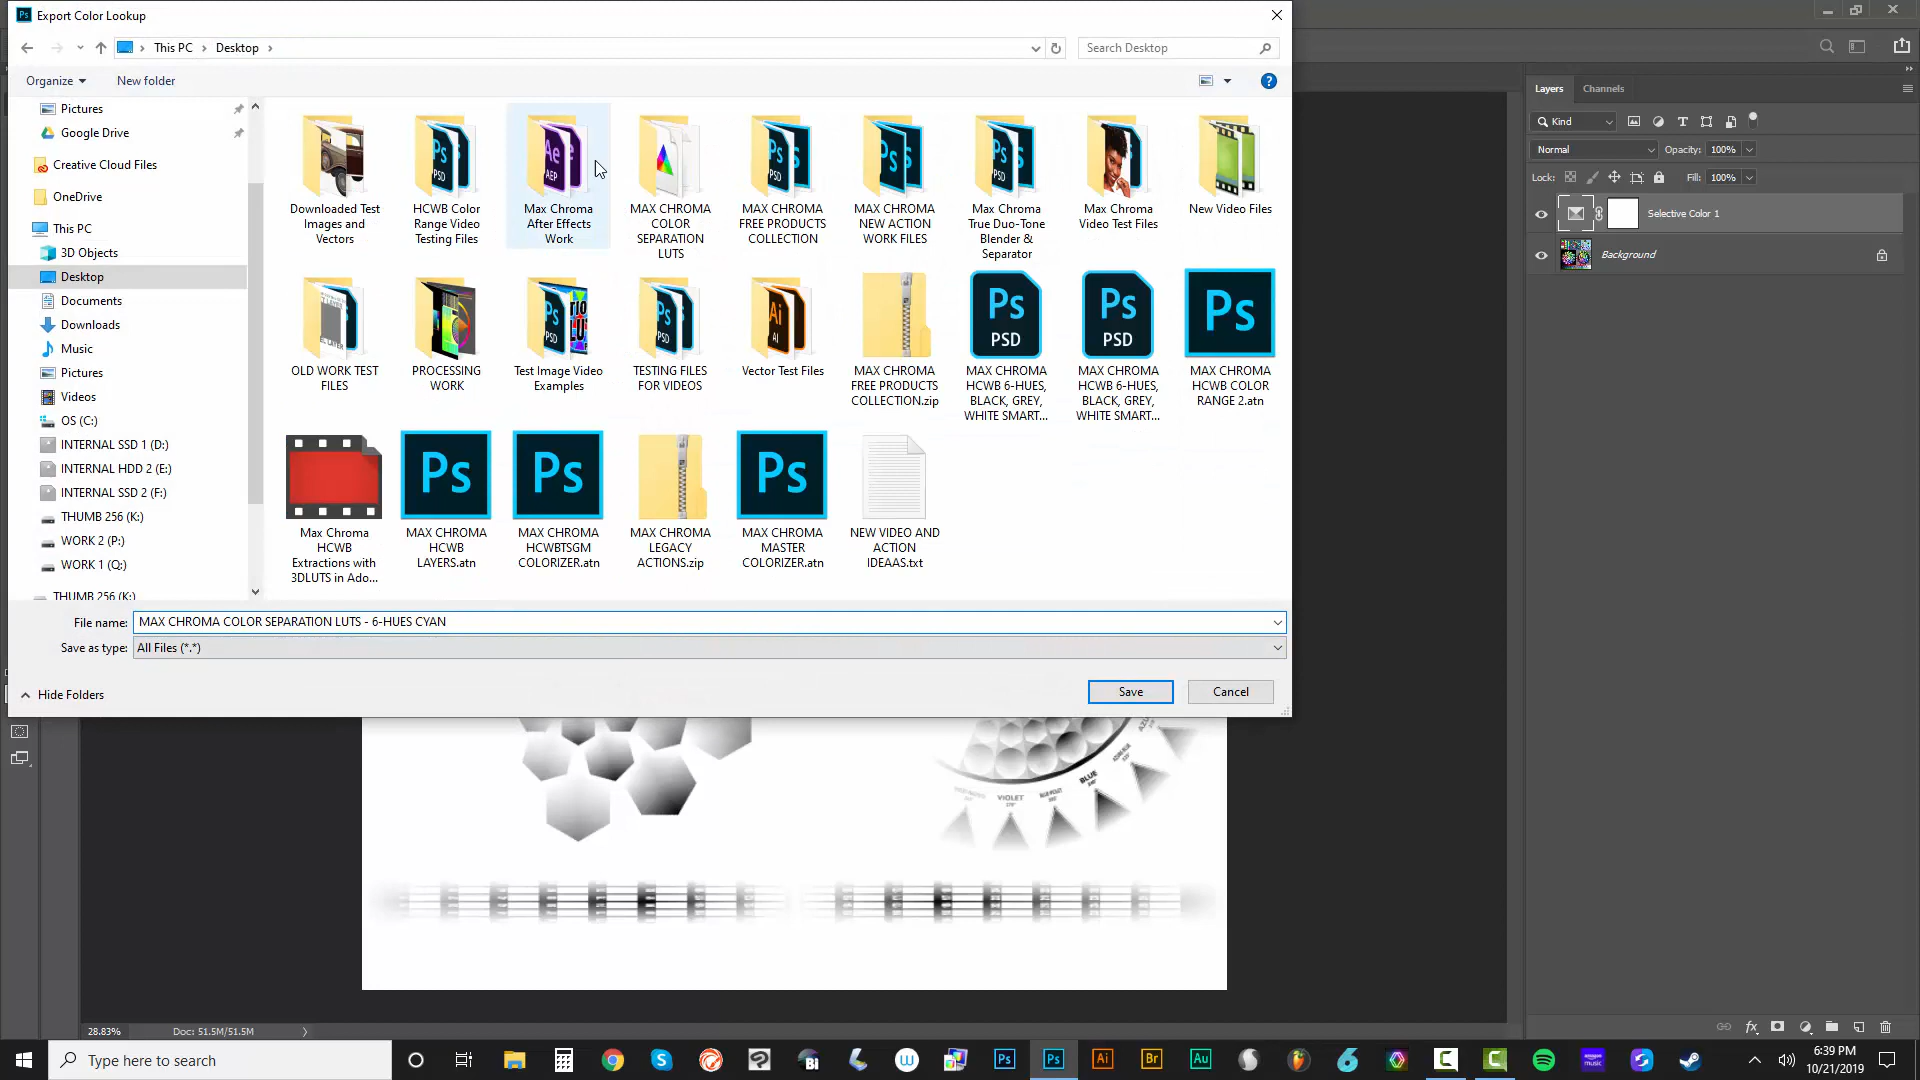 Ps Export Color Lookup
This PC
Desktop
Search Desktop
Organize
New folder
Pictures
Google Drive
Creative Cloud Files
OneDrive
This PC
3D Objects
Desktop
Documents
Downloads
Music
Pictures
Videos
OS (C:)
INTERNAL SSD 1 (D:)
INTERNAL HDD 2 (E:)
INTERNAL SSD 2 (F:)
THUMB 256 (K:)
WORK 2 (P:)
WORK 1 (Q:)
THUMB 256 (K:)
Downloaded Test
Images and
Vectors
HCWB Color
Range Video
Testing Files
Max Chroma
After Effects
Work
MAX CHROMA
COLOR
SEPARATION
LUTS
MAX CHROMA
FREE PRODUCTS
COLLECTION
MAX CHROMA
NEW ACTION
WORK FILES
Max Chroma
True Duo-Tone
Blender &
Separator
Max Chroma
Video Test Files
New Video Files
OLD WORK TEST
FILES
PROCESSING
WORK
Test Image Video
Examples
TESTING FILES
FOR VIDEOS
Vector Test Files
MAX CHROMA
FREE PRODUCTS
COLLECTION.zip
MAX CHROMA
HCWB 6-HUES,
BLACK, GREY,
WHITE SMART...
MAX CHROMA
HCWB 6-HUES,
BLACK, GREY,
WHITE SMART...
MAX CHROMA
HCWB COLOR
RANGE 2.atn
Max Chroma
HCWB
Extractions with
3DLUTS in Ado...
MAX CHROMA
HCWB
LAYERS.atn
MAX CHROMA
HCWBTSGM
COLORIZER.atn
MAX CHROMA
LEGACY
ACTIONS.zip
MAX CHROMA
MASTER
COLORIZER.atn
NEW VIDEO AND
ACTION
IDEAAS.txt
File name: MAX CHROMA COLOR SEPARATION LUTS - 6-HUES CYAN
Save as type: All Files (*.*)
Hide Folders
Save
Cancel
Layers
Channels
Kind
Normal
Opacity: 100%
Lock:
Fill: 100%
Selective Color 1
Background
VIOLET
BLUE
28.83%
Doc: 51.5M/51.5M
Type here to search
6:39 PM
10/21/2019